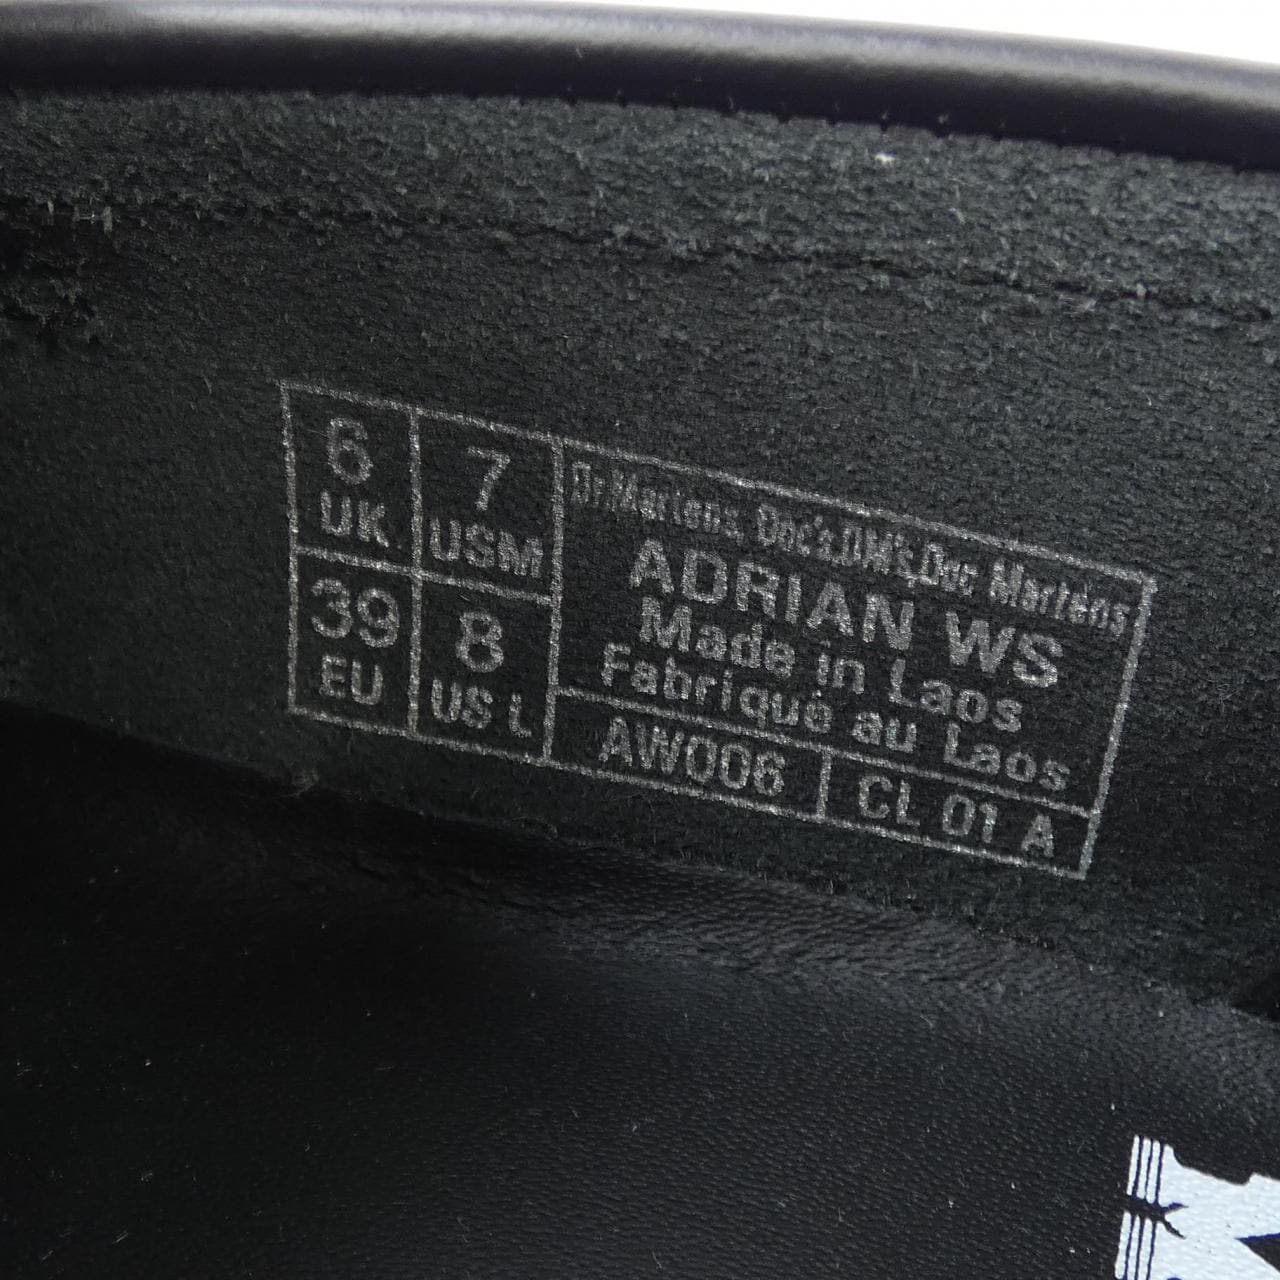 6 UK
7 USM
39 EU
8 US L
Dr.Martens, Doc's,DM's,Doc Martens
ADRIAN WS
Made in Laos
Fabriqué au Laos
AW006
CL 01 A